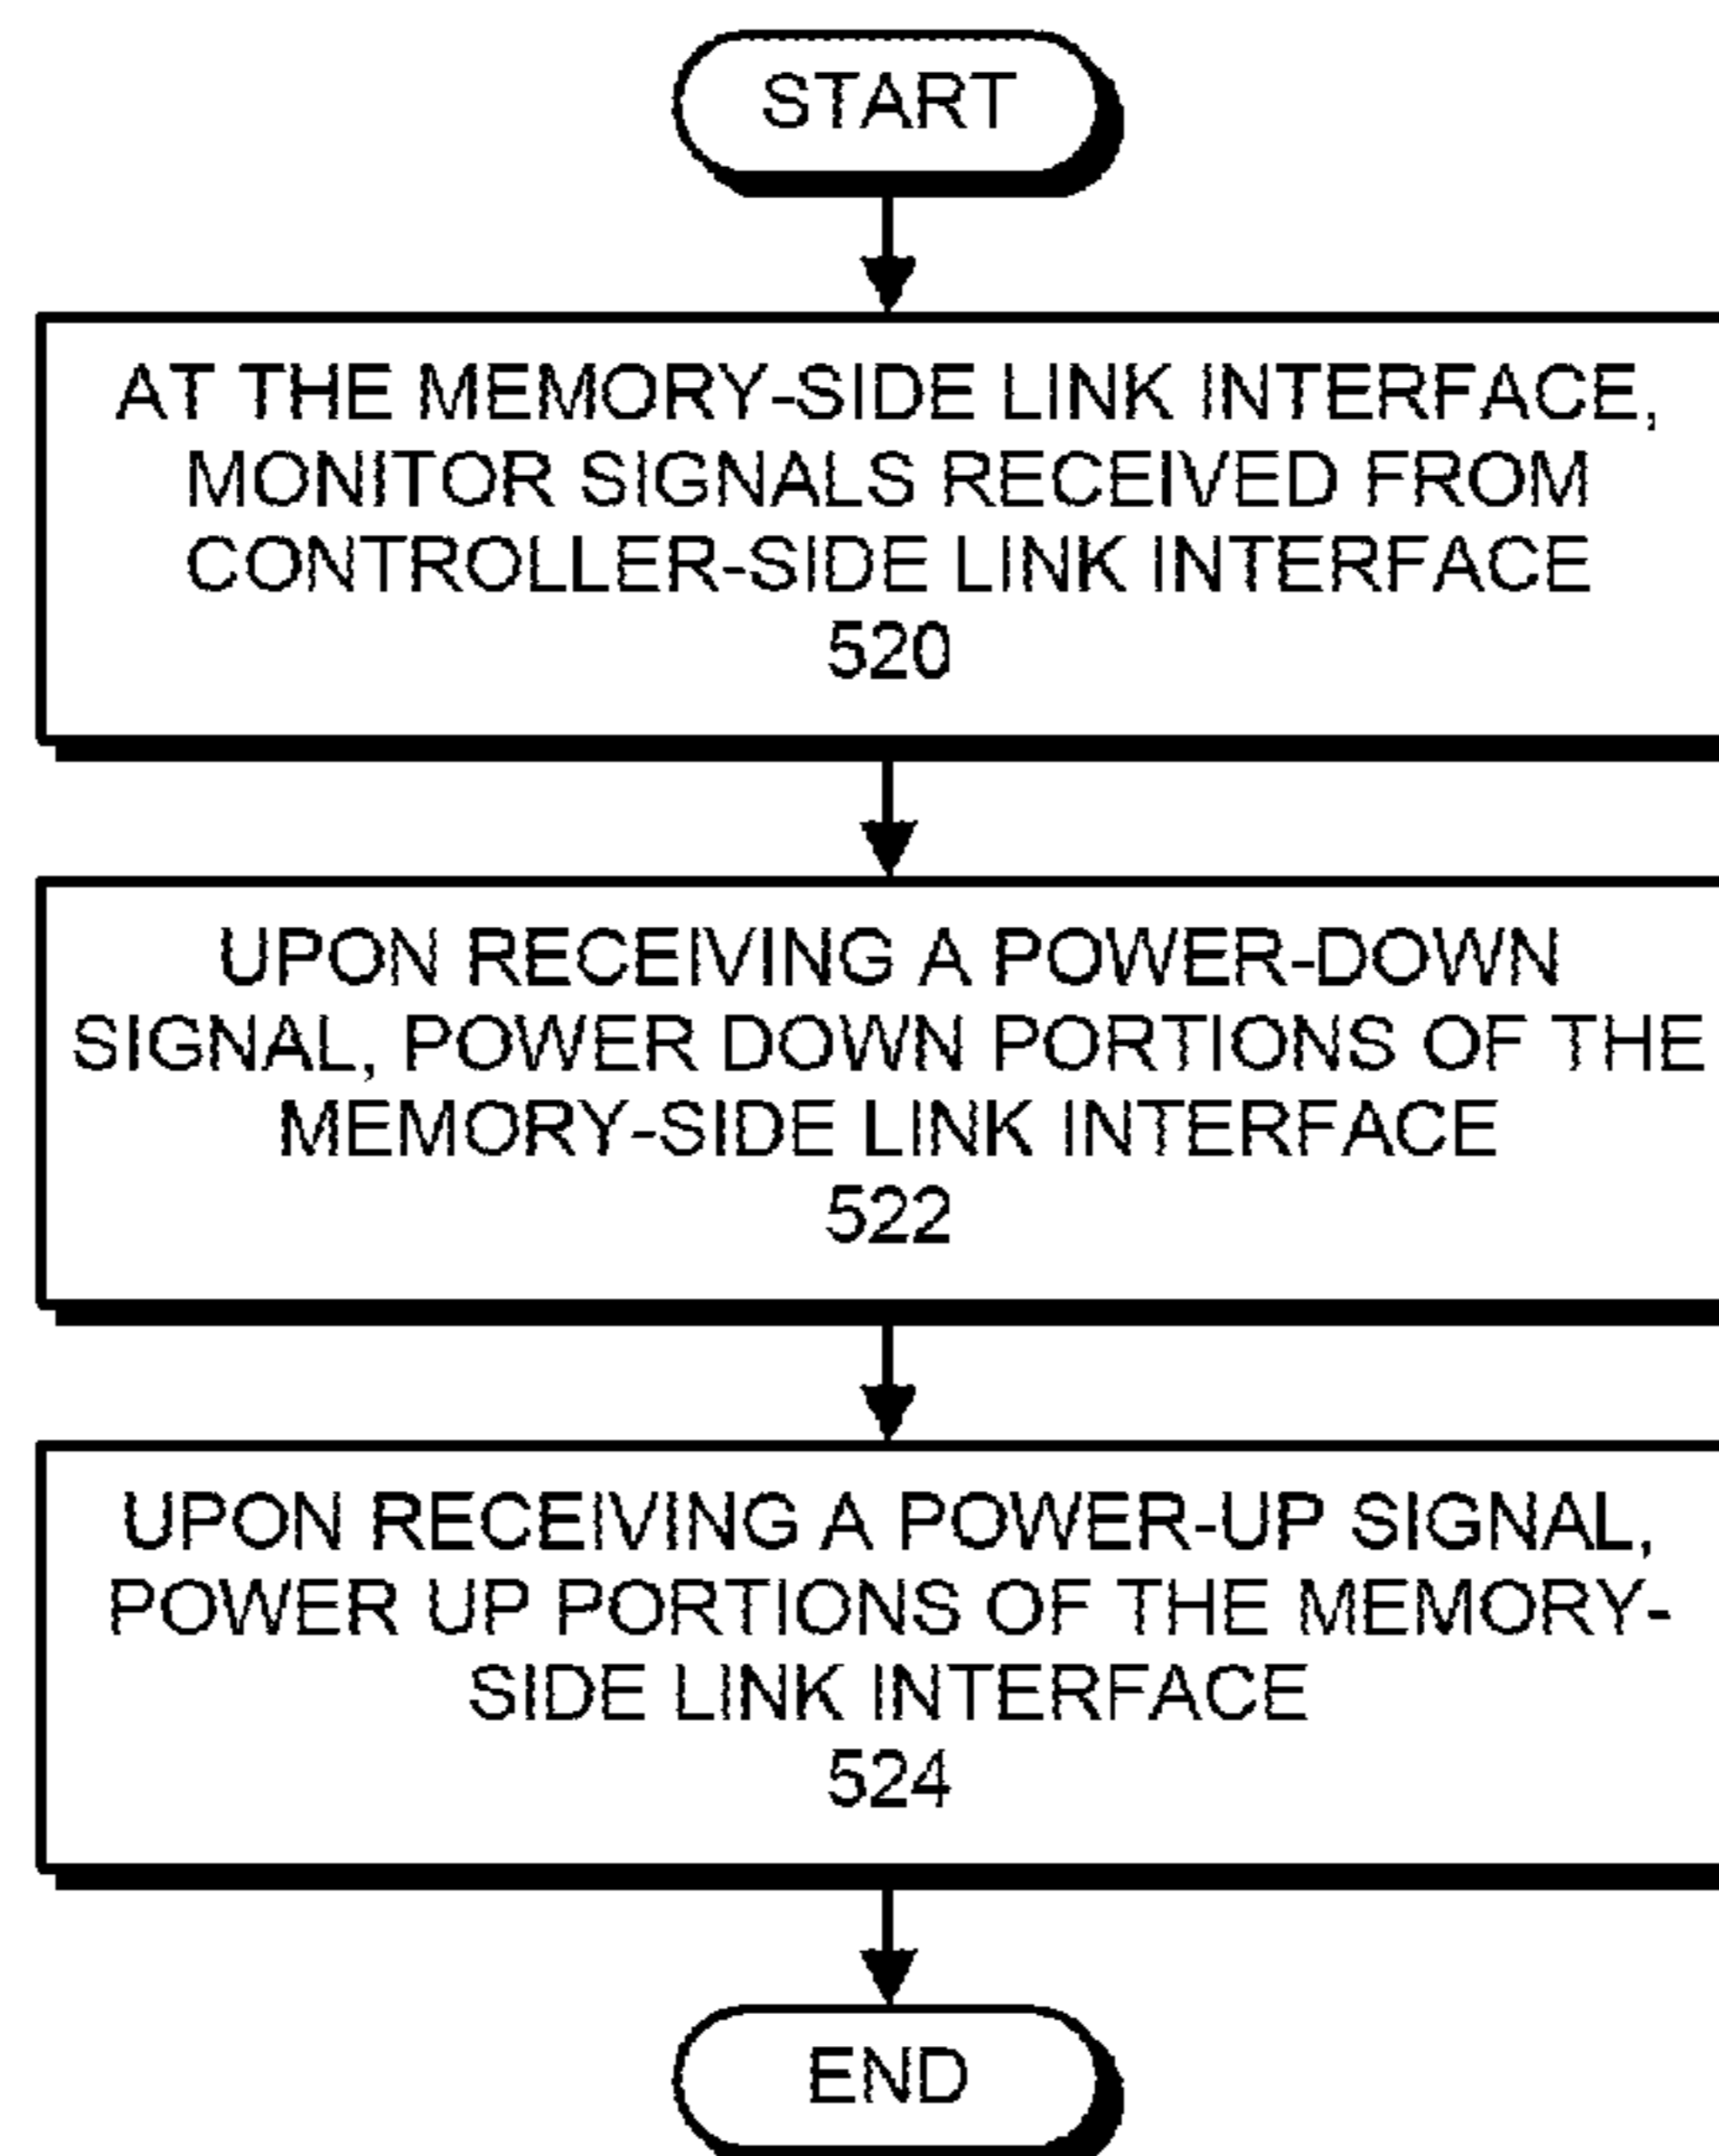 START
AT THE MEMORY-SIDE LINK INTERFACE,
MONITOR SIGNALS RECEIVED FROM
CONTROLLER-SIDE LINK INTERFACE
520
UPON RECEIVING A POWER-DOWN
SIGNAL, POWER DOWN PORTIONS OF THE
MEMORY-SIDE LINK INTERFACE
522
UPON RECEIVING A POWER-UP SIGNAL,
POWER UP PORTIONS OF THE MEMORY-
SIDE LINK INTERFACE
524
END